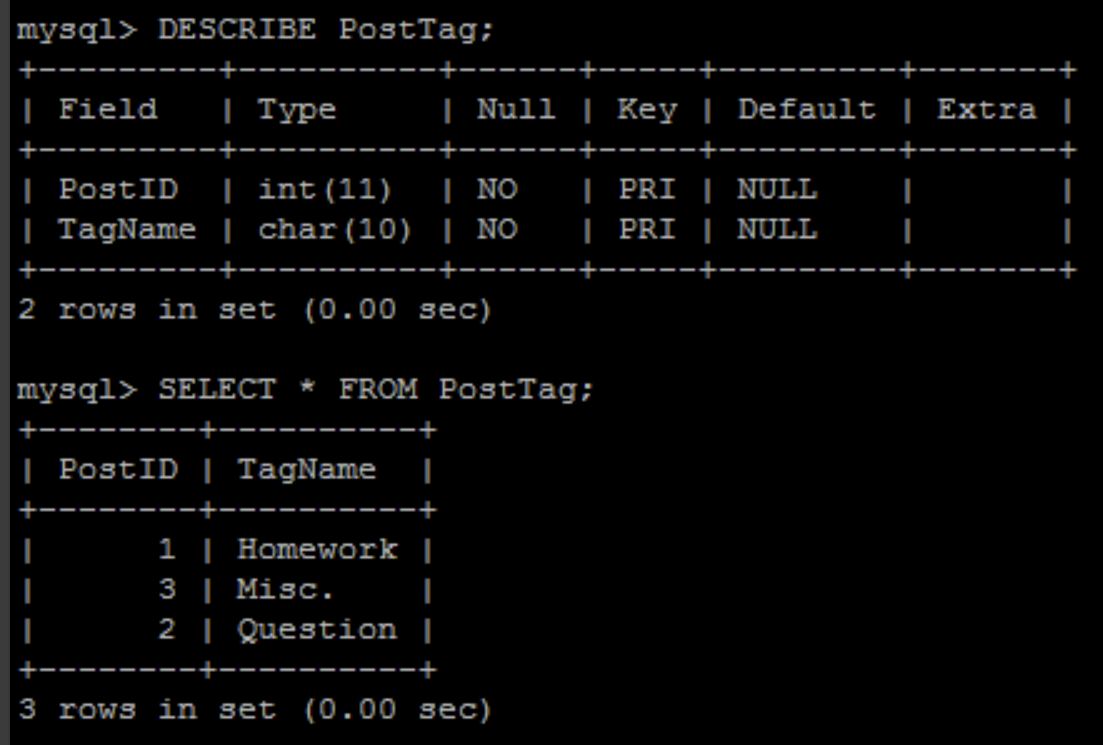 mysql> DESCRIBE PostTag;
+---------+----------+------+-----+---------+-------+
| Field   | Type     | Null | Key | Default | Extra |
+---------+----------+------+-----+---------+-------+
| PostID  | int(11)  | NO   | PRI | NULL    |       |
| TagName | char(10) | NO   | PRI | NULL    |       |
+---------+----------+------+-----+---------+-------+
2 rows in set (0.00 sec)

mysql> SELECT * FROM PostTag;
+--------+----------+
| PostID | TagName  |
+--------+----------+
|      1 | Homework |
|      3 | Misc.    |
|      2 | Question |
+--------+----------+
3 rows in set (0.00 sec)